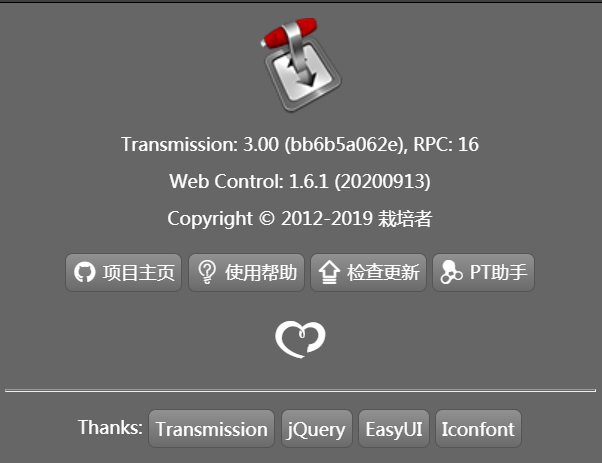 Transmission: 3.00 (bb6b5a062e), RPC: 16
Web Control: 1.6.1 (20200913)
Copyright © 2012-2019 栽培者
项目主页 使用帮助 检查更新 PT助手
Thanks: Transmission jQuery EasyUI Iconfont